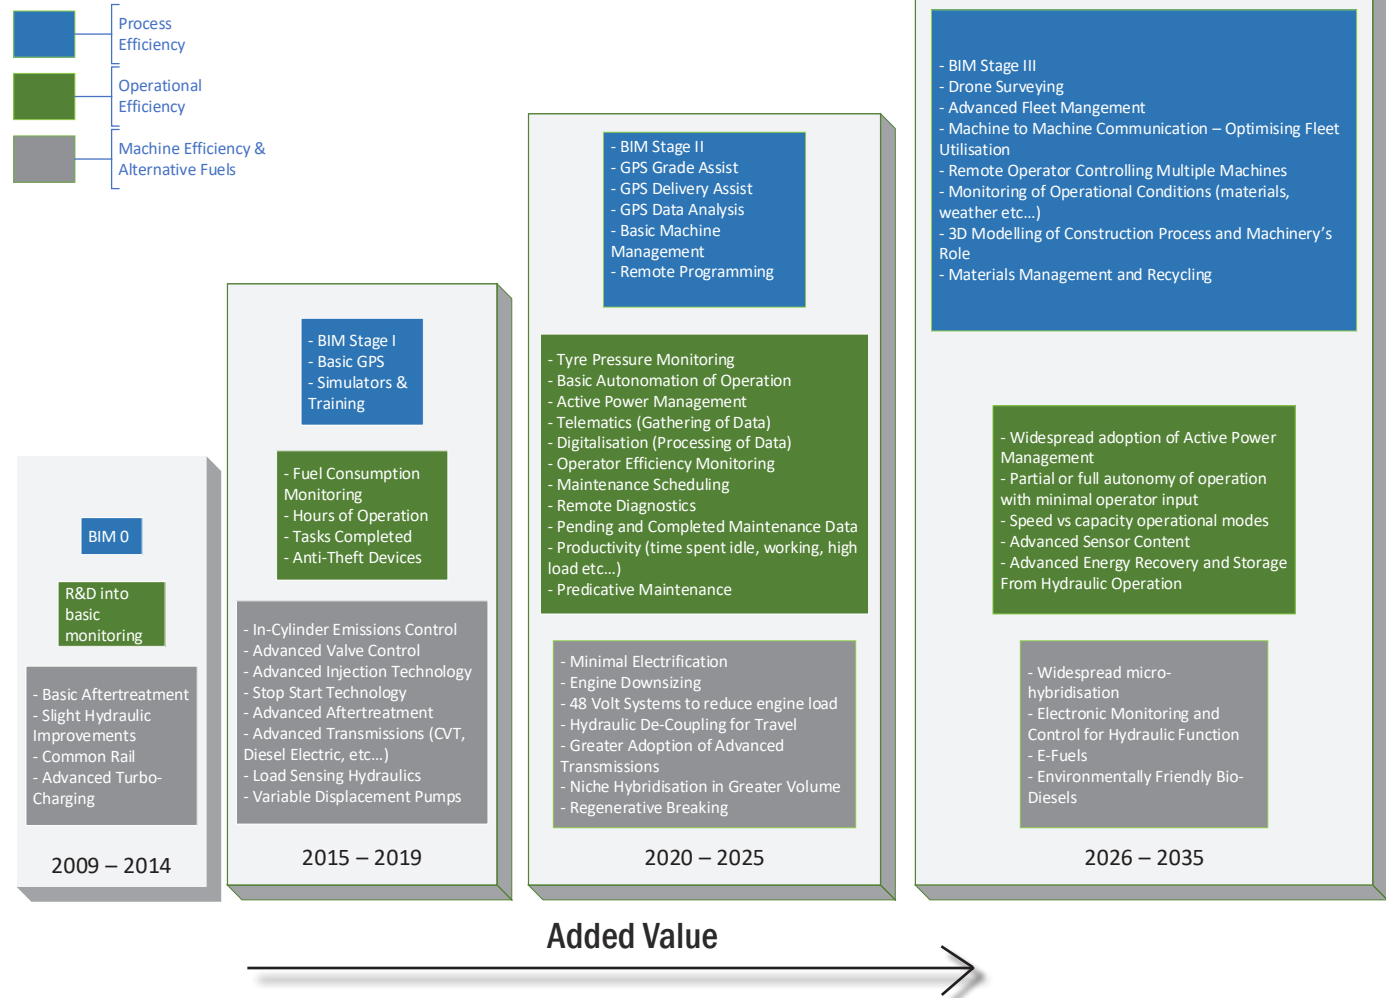 Process
Efficiency
Operational
Efficiency
Machine Efficiency &
Alternative Fuels
BIM 0
R&D into
basic
monitoring
- Basic Aftertreatment
- Slight Hydraulic
Improvements
- Common Rail
- Advanced Turbo-
Charging
2009 – 2014
- BIM Stage I
- Basic GPS
- Simulators &
Training
- Fuel Consumption
Monitoring
- Hours of Operation
- Tasks Completed
- Anti-Theft Devices
- In-Cylinder Emissions Control
- Advanced Valve Control
- Advanced Injection Technology
- Stop Start Technology
- Advanced Aftertreatment
- Advanced Transmissions (CVT,
Diesel Electric, etc...)
- Load Sensing Hydraulics
- Variable Displacement Pumps
2015 – 2019
- BIM Stage II
- GPS Grade Assist
- GPS Delivery Assist
- GPS Data Analysis
- Basic Machine
Management
- Remote Programming
- Tyre Pressure Monitoring
- Basic Autonomation of Operation
- Active Power Management
- Telematics (Gathering of Data)
- Digitalisation (Processing of Data)
- Operator Efficiency Monitoring
- Maintenance Scheduling
- Remote Diagnostics
- Pending and Completed Maintenance Data
- Productivity (time spent idle, working, high
load etc...)
- Predicative Maintenance
- Minimal Electrification
- Engine Downsizing
- 48 Volt Systems to reduce engine load
- Hydraulic De-Coupling for Travel
- Greater Adoption of Advanced
Transmissions
- Niche Hybridisation in Greater Volume
- Regenerative Breaking
2020 – 2025
- BIM Stage III
- Drone Surveying
- Advanced Fleet Mangement
- Machine to Machine Communication – Optimising Fleet
Utilisation
- Remote Operator Controlling Multiple Machines
- Monitoring of Operational Conditions (materials,
weather etc...)
- 3D Modelling of Construction Process and Machinery's
Role
- Materials Management and Recycling
- Widespread adoption of Active Power
Management
- Partial or full autonomy of operation
with minimal operator input
- Speed vs capacity operational modes
- Advanced Sensor Content
- Advanced Energy Recovery and Storage
From Hydraulic Operation
- Widespread micro-
hybridisation
- Electronic Monitoring and
Control for Hydraulic Function
- E-Fuels
- Environmentally Friendly Bio-
Diesels
2026 – 2035
Added Value